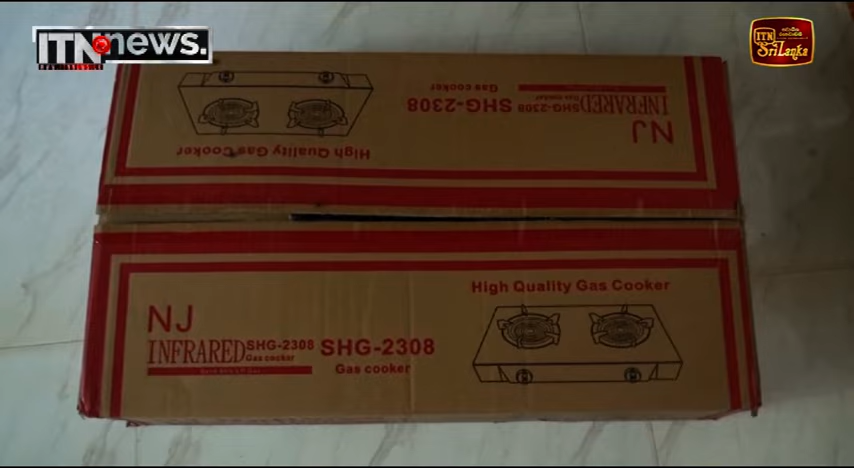 ITN news.
ITN
Sri Lanka
Gas cooker
SHG-2308
INFRARED SHG-2308
Gas cooker
NJ
High Quality Gas Cooker
High Quality Gas Cooker
NJ
INFRARED SHG-2308 SHG-2308
Gas cooker
Gas cooker